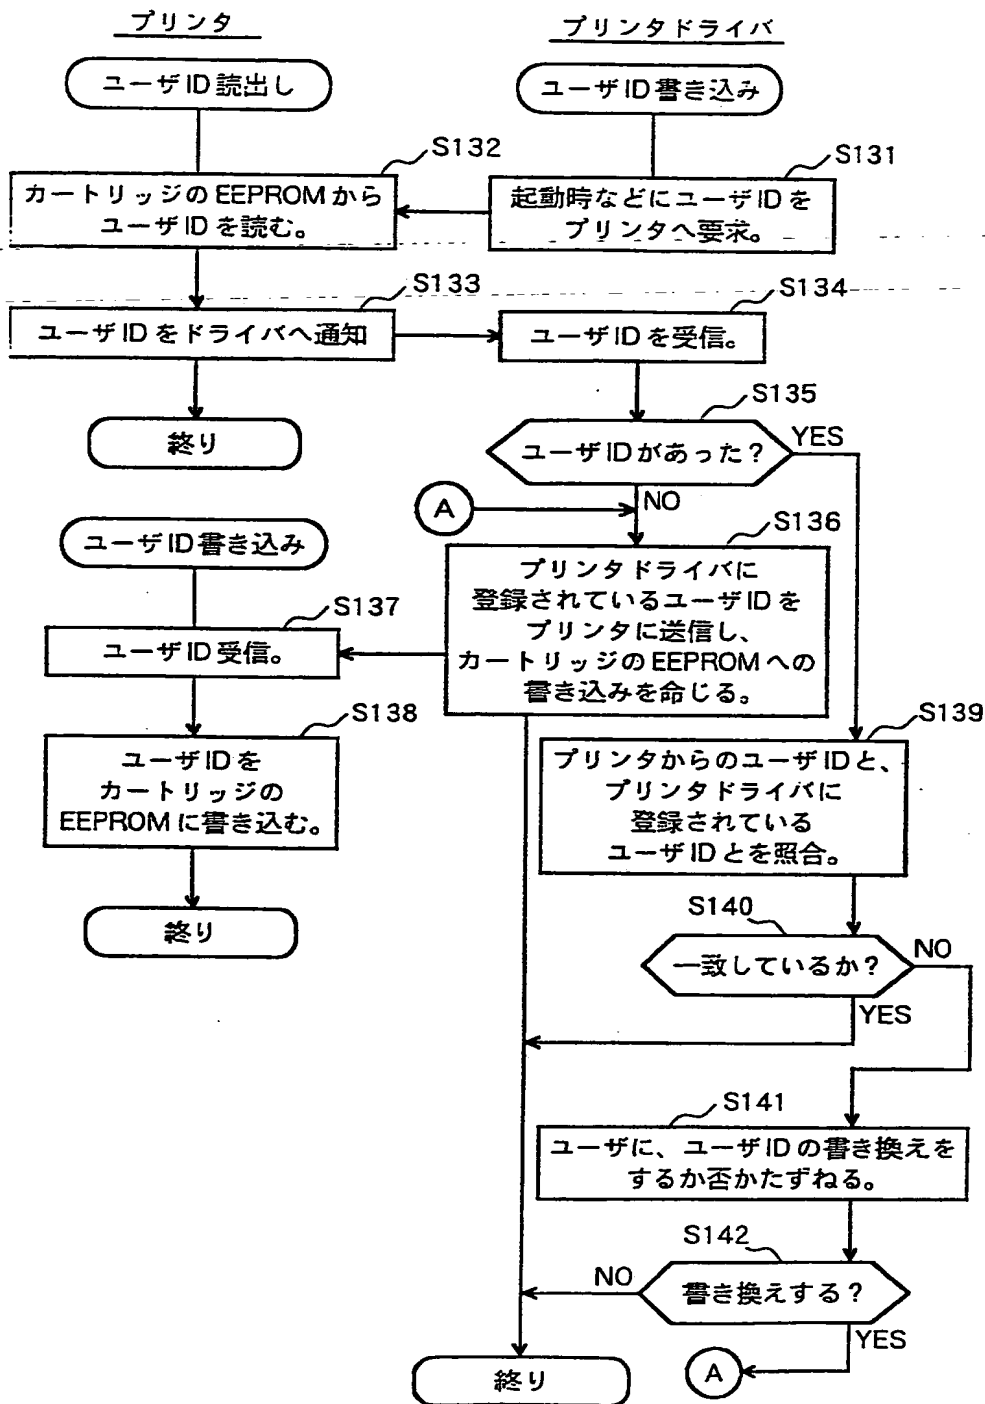 プリンタ
プリンタドライバ
ユーザID読出し
ユーザID書き込み
S132
S131
カートリッジのEEPROMから
ユーザIDを読む。
起動時などにユーザIDを
プリンタへ要求。
S133
S134
ユーザIDをドライバへ通知
ユーザIDを受信。
S135
終り
ユーザIDがあった?
YES
A
NO
S136
ユーザID書き込み
プリンタドライバに
登録されているユーザIDを
プリンタに送信し、
カートリッジのEEPROMへの
書き込みを命じる。
S137
ユーザID受信。
S138
S139
ユーザIDを
カートリッジの
EEPROMに書き込む。
プリンタからのユーザIDと、
プリンタドライバに
登録されている
ユーザIDとを照合。
終り
S140
一致しているか?
NO
YES
S141
ユーザに、ユーザIDの書き換えを
するか否かたずねる。
S142
NO
書き換えする?
YES
終り
A